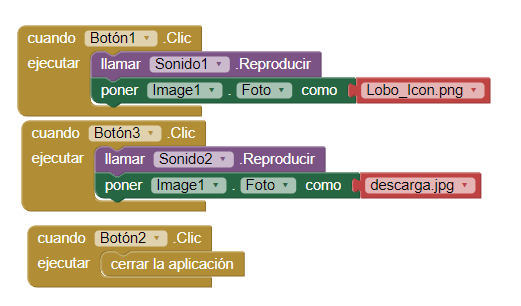 cuando Botón1 .Clic
ejecutar llamar Sonido1 .Reproducir
poner Image1 . Foto como Lobo_Icon.png
cuando Botón3 .Clic
ejecutar llamar Sonido2 .Reproducir
poner Image1 . Foto como descarga.jpg
cuando Botón2 .Clic
ejecutar cerrar la aplicación